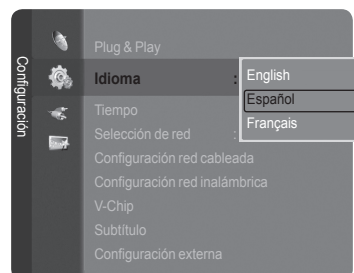 Configuración
Plug & Play
Idioma :
English
Español
Français
Tiempo
Selección de red :
Configuración red cableada
Configuración red inalámbrica
V-Chip
Subtítulo
Configuración externa